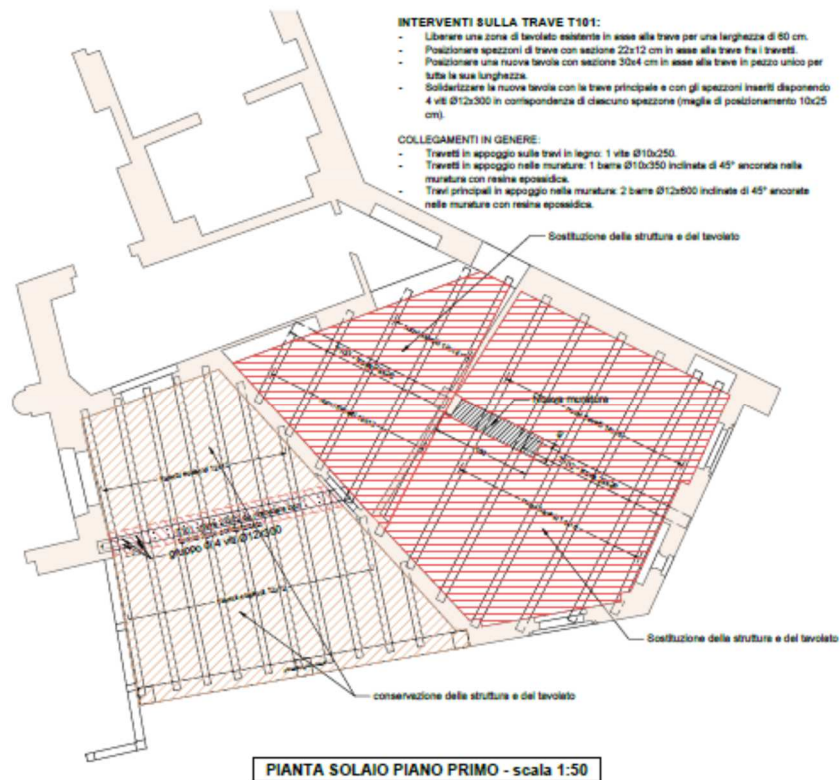 INTERVENTI SULLA TRAVE T101:
- Liberare una zona di tavolato esistente in asse alla trave per una larghezza di 60 cm.
- Posizionare spezzoni di trave con sezione 22x12 cm in asse alla trave fra i travetti.
- Posizionare una nuova tavola con sezione 30x4 cm in asse alla trave in pezzo unico per
tutta la sua lunghezza.
- Solidarizzare la nuova tavola con la trave principale e con gli spezzoni inseriti disponendo
4 viti Ø12x300 in corrispondenza di ciascuno spezzone (maglia di posizionamento 10x25
cm).
COLLEGAMENTI IN GENERE:
- Travetti in appoggio sulle travi in legno: 1 vite Ø10x250.
- Travetti in appoggio nelle murature: 1 barra Ø10x350 inclinata di 45° ancorata nella
muratura con resina epossidica.
- Travi principali in appoggio nella muratura: 2 barre Ø12x600 inclinate di 45° ancorate
nelle murature con resina epossidica.
Sostituzione della struttura e del tavolato
Nuova muratura
gruppo di 4 viti Ø12x300
Sostituzione della struttura e del tavolato
conservazione della struttura e del tavolato
PIANTA SOLAIO PIANO PRIMO - scala 1:50